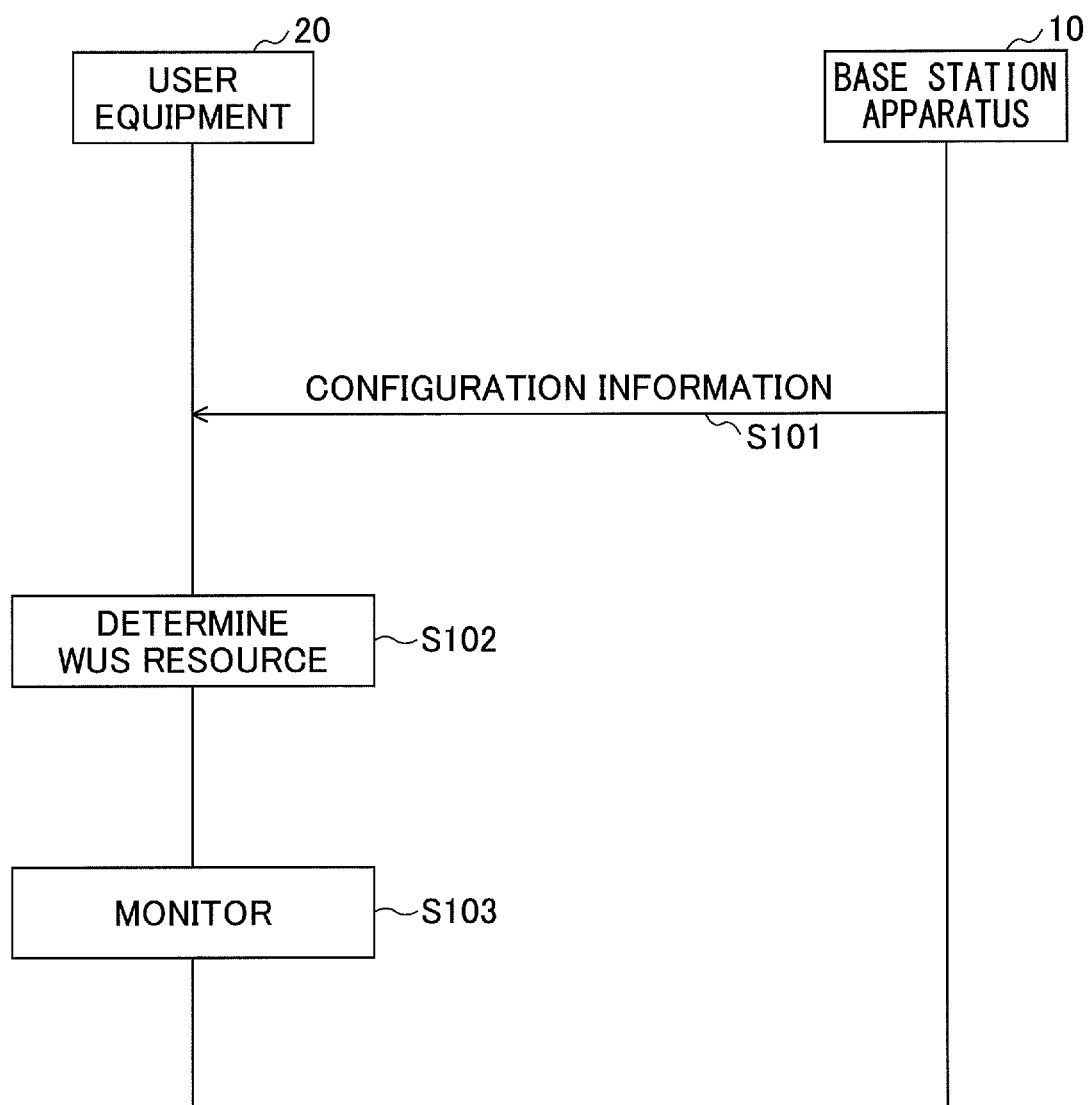 20
10
USER
EQUIPMENT
BASE STATION
APPARATUS
CONFIGURATION INFORMATION
S101
DETERMINE
WUS RESOURCE
S102
MONITOR
S103